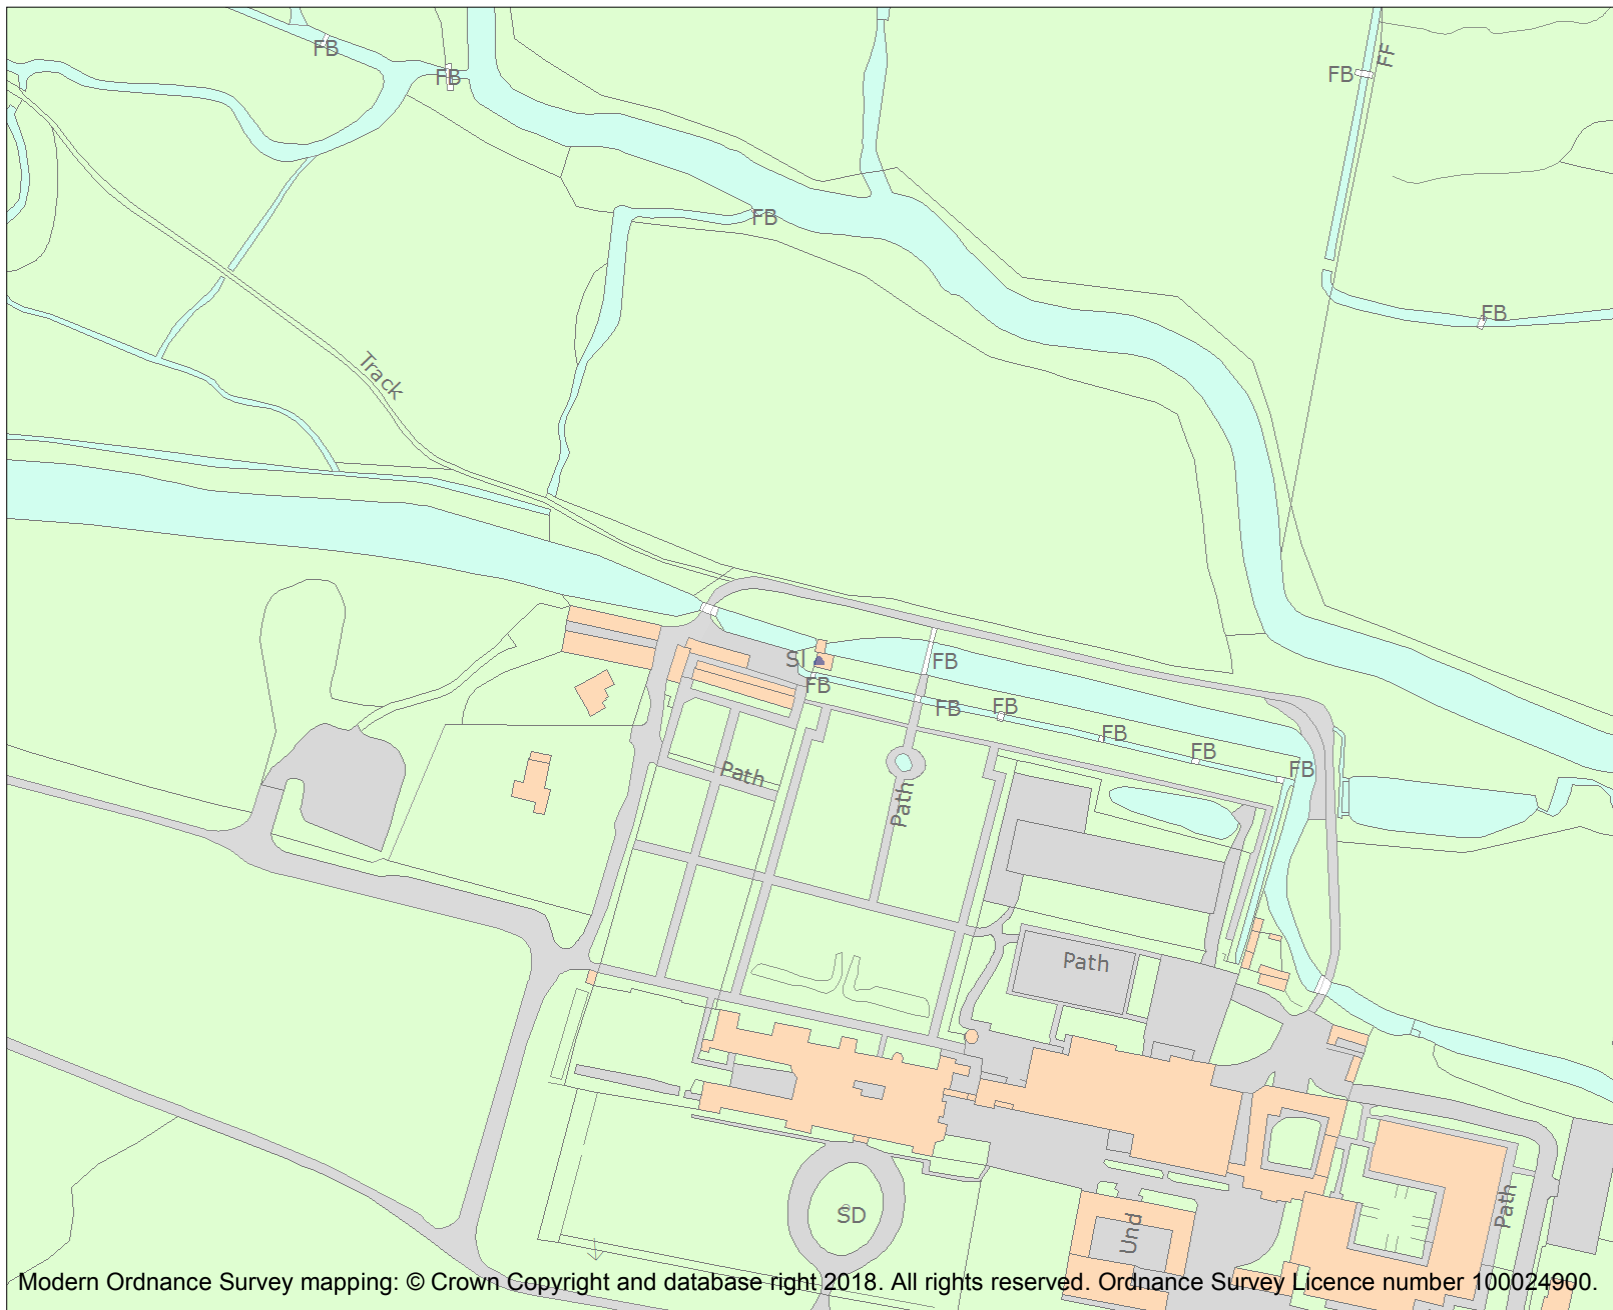 FB
FB
FB
FF
FB
FB
Track
SI
FB
FB
FB
FB
FB
FB
FB
Path
Path
Path
SD
Und
Path
Modern Ordnance Survey mapping: © Crown Copyright and database right 2018. All rights reserved. Ordnance Survey Licence number 100024900.